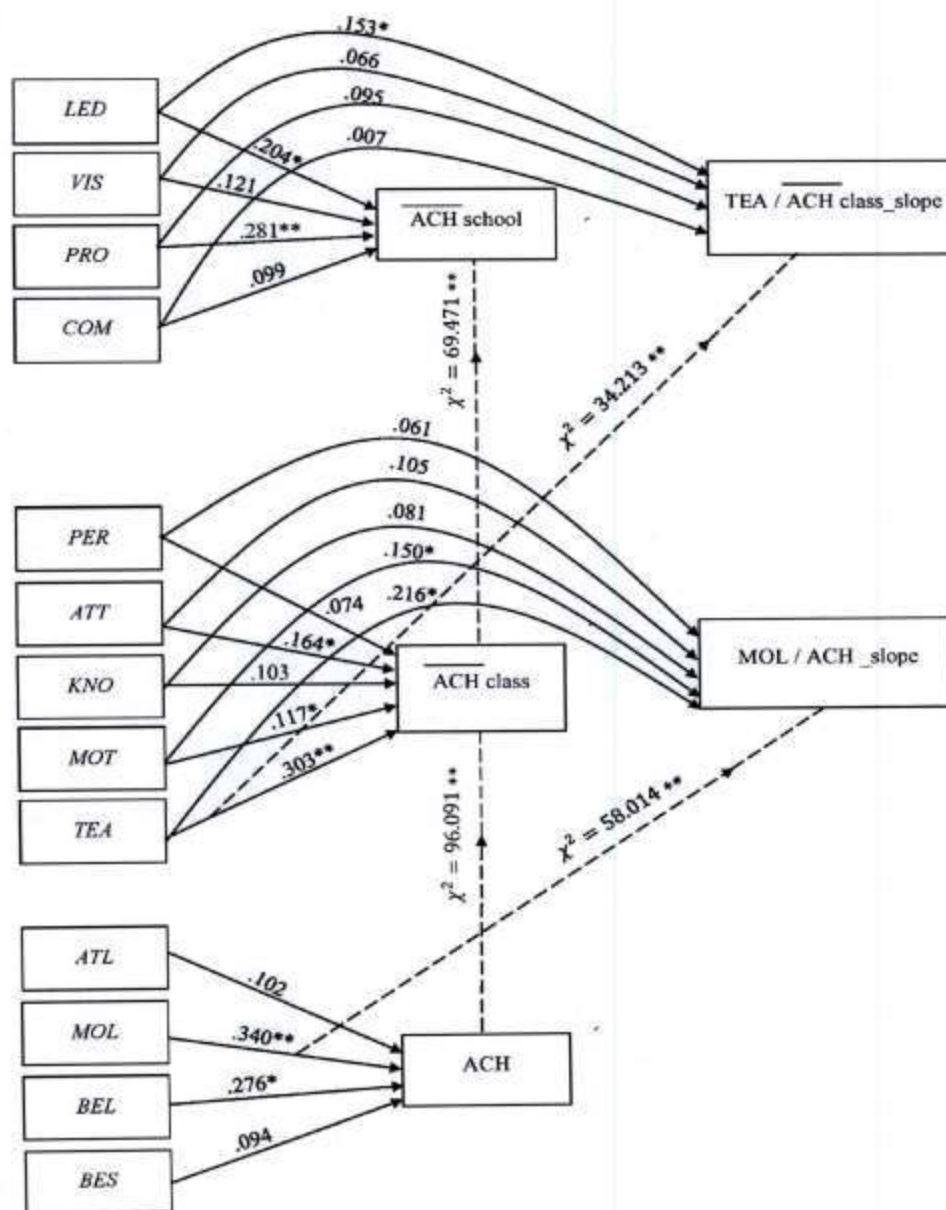 .153*
.066
.095
.007
LED
VIS
PRO
COM
.204*
.121
.281**
.099
ACH school
TEA / ACH class_slope
χ² = 69.471 **
χ² = 34.213 **
.061
.105
.081
.150*
.216*
PER
ATT
KNO
MOT
TEA
.074
.164*
.103
.117*
.303**
ACH class
MOL / ACH _slope
χ² = 96.091 **
χ² = 58.014 **
ATL
MOL
BEL
BES
.102
.340**
.276*
.094
ACH